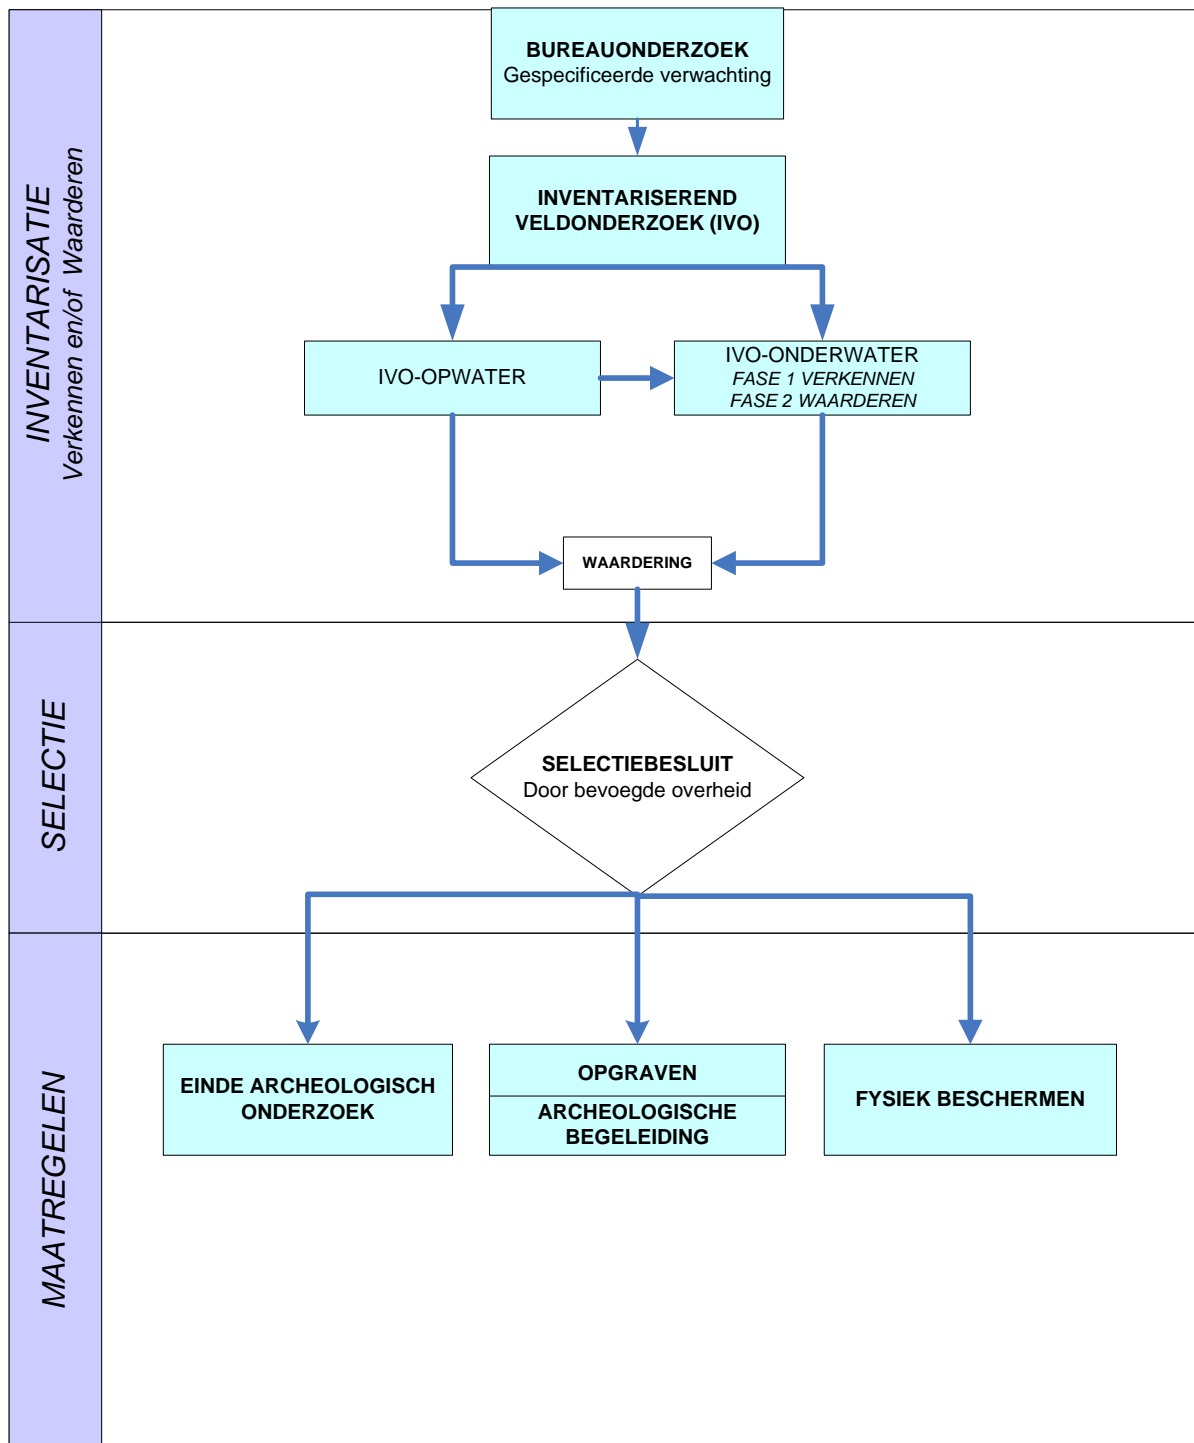 INVENTARISATIE
Verkennen en/of Waarderen
BUREAUONDERZOEK
Gespecificeerde verwachting
INVENTARISEREND
VELDONDERZOEK (IVO)
IVO-OPWATER
IVO-ONDERWATER
FASE 1 VERKENNEN
FASE 2 WAARDEREN
WAARDERING
SELECTIE
SELECTIEBESLUIT
Door bevoegde overheid
MAATREGELEN
EINDE ARCHEOLOGISCH
ONDERZOEK
OPGRAVEN
ARCHEOLOGISCHE
BEGELEIDING
FYSIEK BESCHERMEN